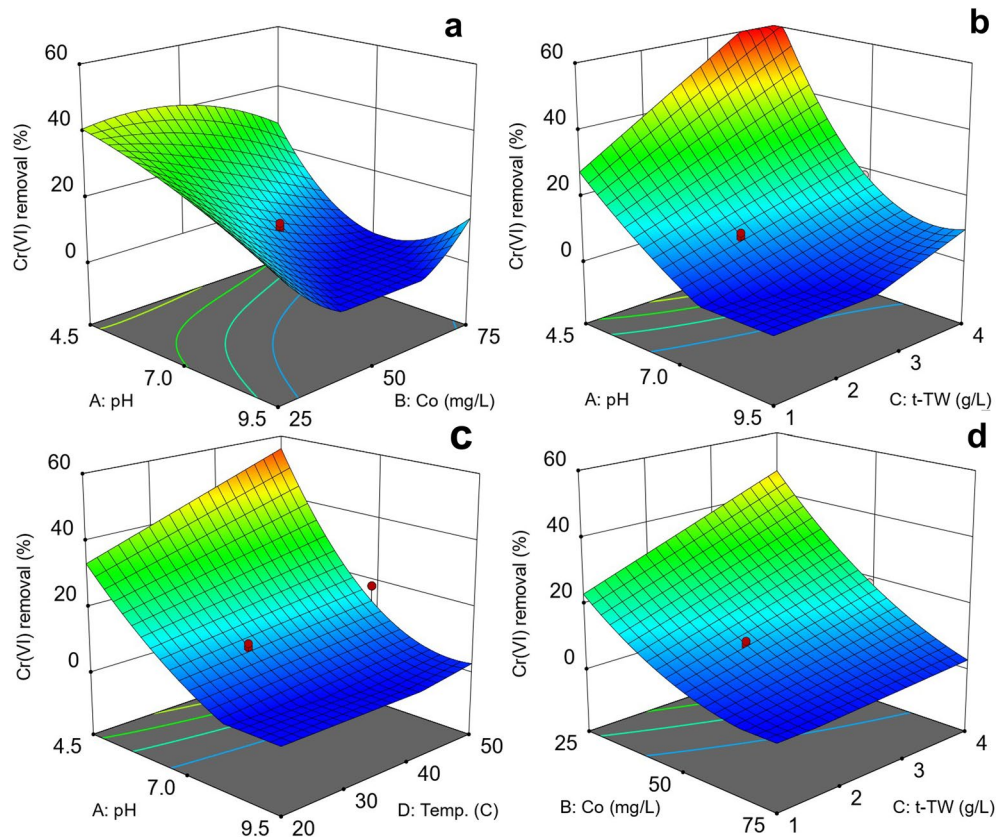 a
60
40
20
0
Cr(VI) removal (%)
4.5
7.0
9.5
A: pH
25
50
75
B: Co (mg/L)
b
60
40
20
0
Cr(VI) removal (%)
4.5
7.0
9.5
A: pH
1
2
3
4
C: t-TW (g/L)
c
60
40
20
0
Cr(VI) removal (%)
4.5
7.0
9.5
A: pH
20
30
40
50
D: Temp. (C)
d
60
40
20
0
Cr(VI) removal (%)
25
50
75
B: Co (mg/L)
1
2
3
4
C: t-TW (g/L)